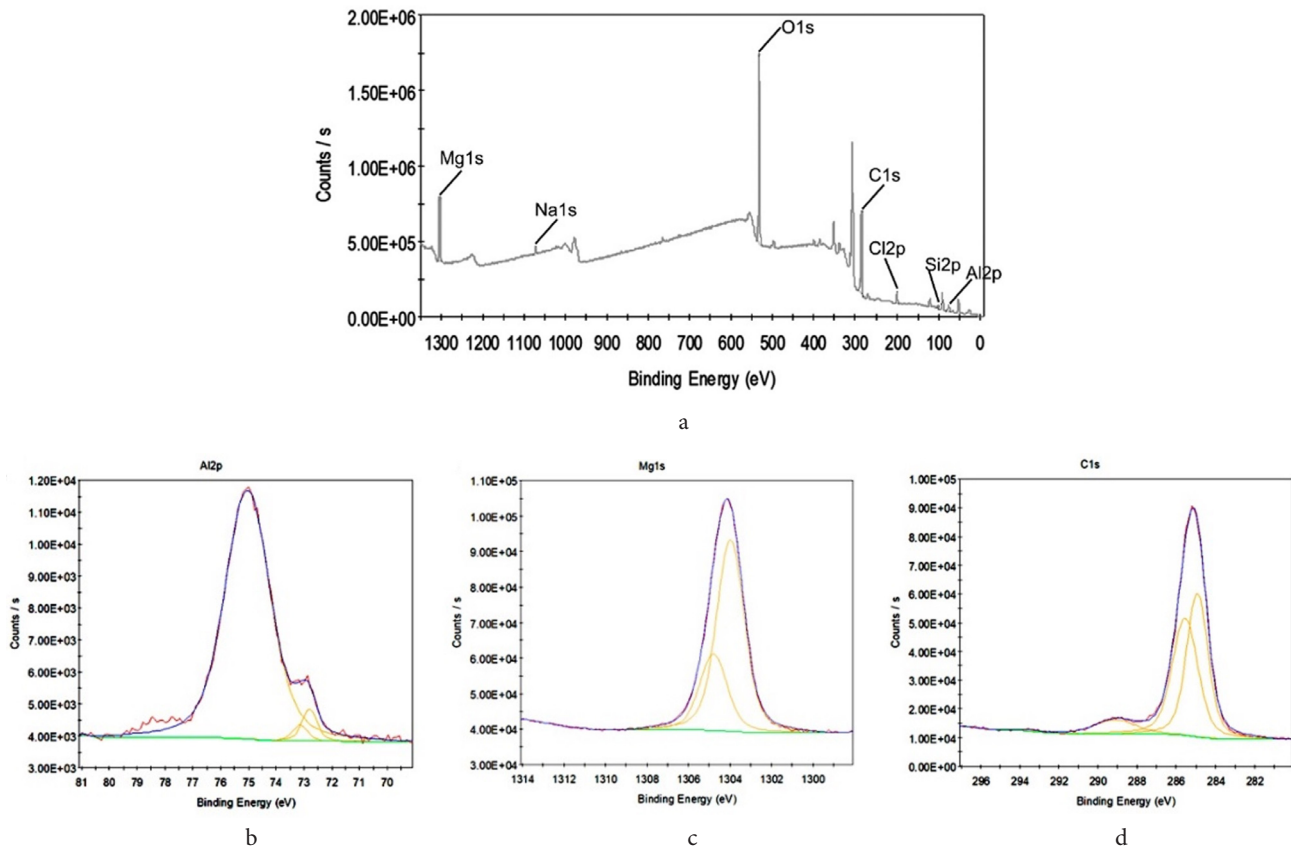 2.00E+06
1.50E+06
1.00E+06
5.00E+05
0.00E+00
Counts / s
Mg1s
Na1s
O1s
C1s
Cl2p
Si2p
Al2p
1300 1200 1100 1000 900 800 700 600 500 400 300 200 100 0
Binding Energy (eV)
a
Al2p
1.20E+04
1.10E+04
1.00E+04
9.00E+03
8.00E+03
7.00E+03
6.00E+03
5.00E+03
4.00E+03
3.00E+03
Counts / s
81 79 77 76 75 74 73 72 71 70
Binding Energy (eV)
b
Mg1s
1.10E+05
1.00E+05
9.00E+04
8.00E+04
7.00E+04
6.00E+04
5.00E+04
4.00E+04
3.00E+04
Counts / s
1314 1312 1310 1308 1305 1304 1302 1300
Binding Energy (eV)
c
C1s
1.00E+05
9.00E+04
8.00E+04
7.00E+04
6.00E+04
5.00E+04
4.00E+04
3.00E+04
2.00E+04
1.00E+04
0.00E+00
Counts / s
296 294 292 290 288 286 285 284 282
Binding Energy (eV)
d